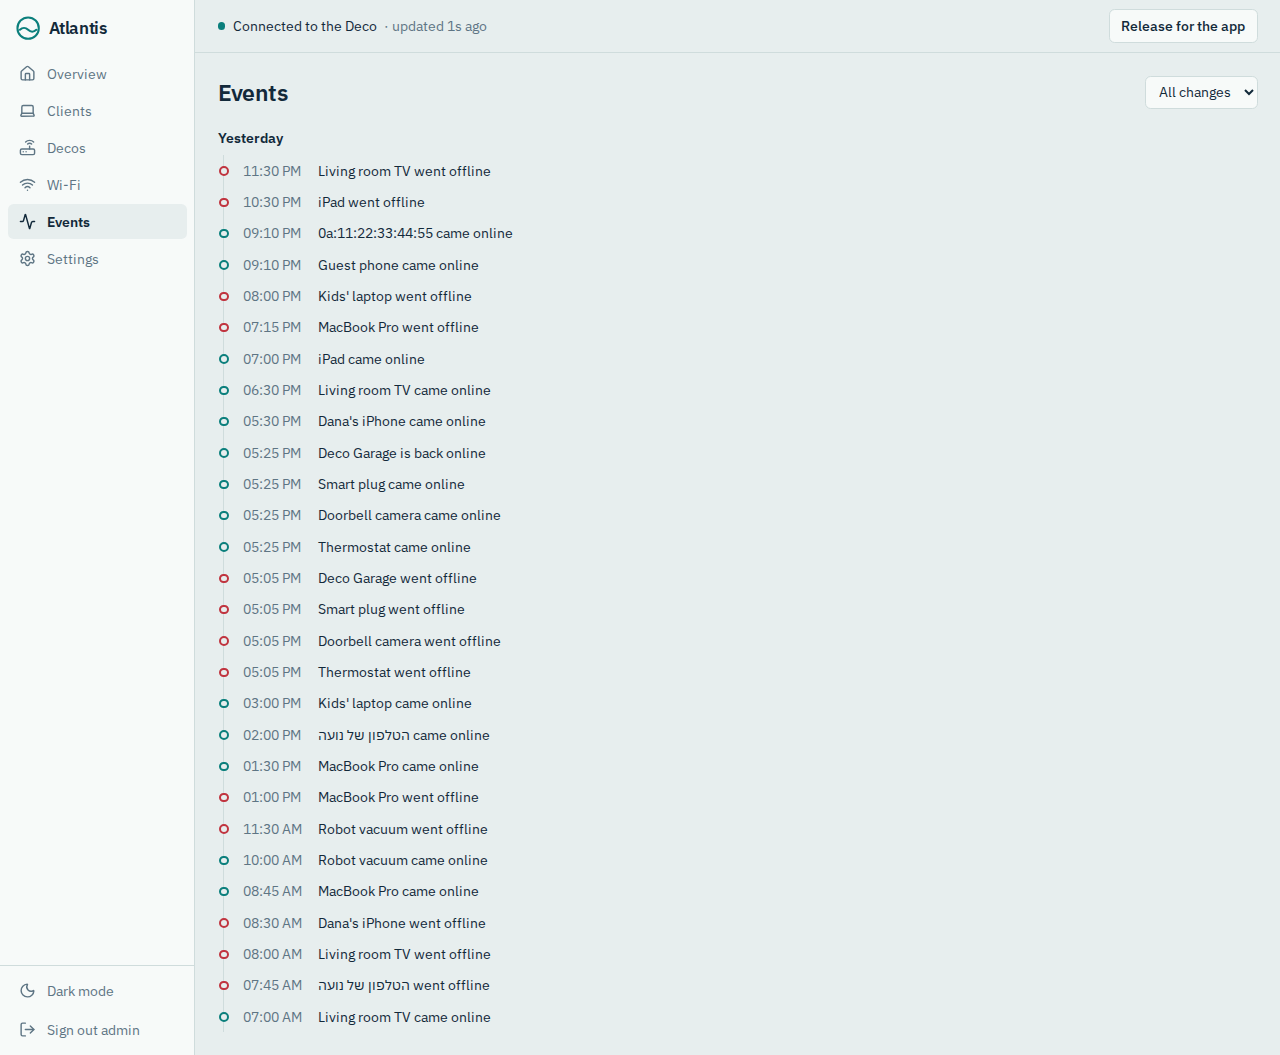 Atlantis
Overview
Clients
Decos
Wi-Fi
Events
Settings
Dark mode
Sign out admin
Connected to the Deco · updated 1s ago
Release for the app
Events
All changes
Yesterday
11:30 PM Living room TV went offline
10:30 PM iPad went offline
09:10 PM 0a:11:22:33:44:55 came online
09:10 PM Guest phone came online
08:00 PM Kids' laptop went offline
07:15 PM MacBook Pro went offline
07:00 PM iPad came online
06:30 PM Living room TV came online
05:30 PM Dana's iPhone came online
05:25 PM Deco Garage is back online
05:25 PM Smart plug came online
05:25 PM Doorbell camera came online
05:25 PM Thermostat came online
05:05 PM Deco Garage went offline
05:05 PM Smart plug went offline
05:05 PM Doorbell camera went offline
05:05 PM Thermostat went offline
03:00 PM Kids' laptop came online
02:00 PM הטלפון של נועה came online
01:30 PM MacBook Pro came online
01:00 PM MacBook Pro went offline
11:30 AM Robot vacuum went offline
10:00 AM Robot vacuum came online
08:45 AM MacBook Pro came online
08:30 AM Dana's iPhone went offline
08:00 AM Living room TV went offline
07:45 AM הטלפון של נועה went offline
07:00 AM Living room TV came online